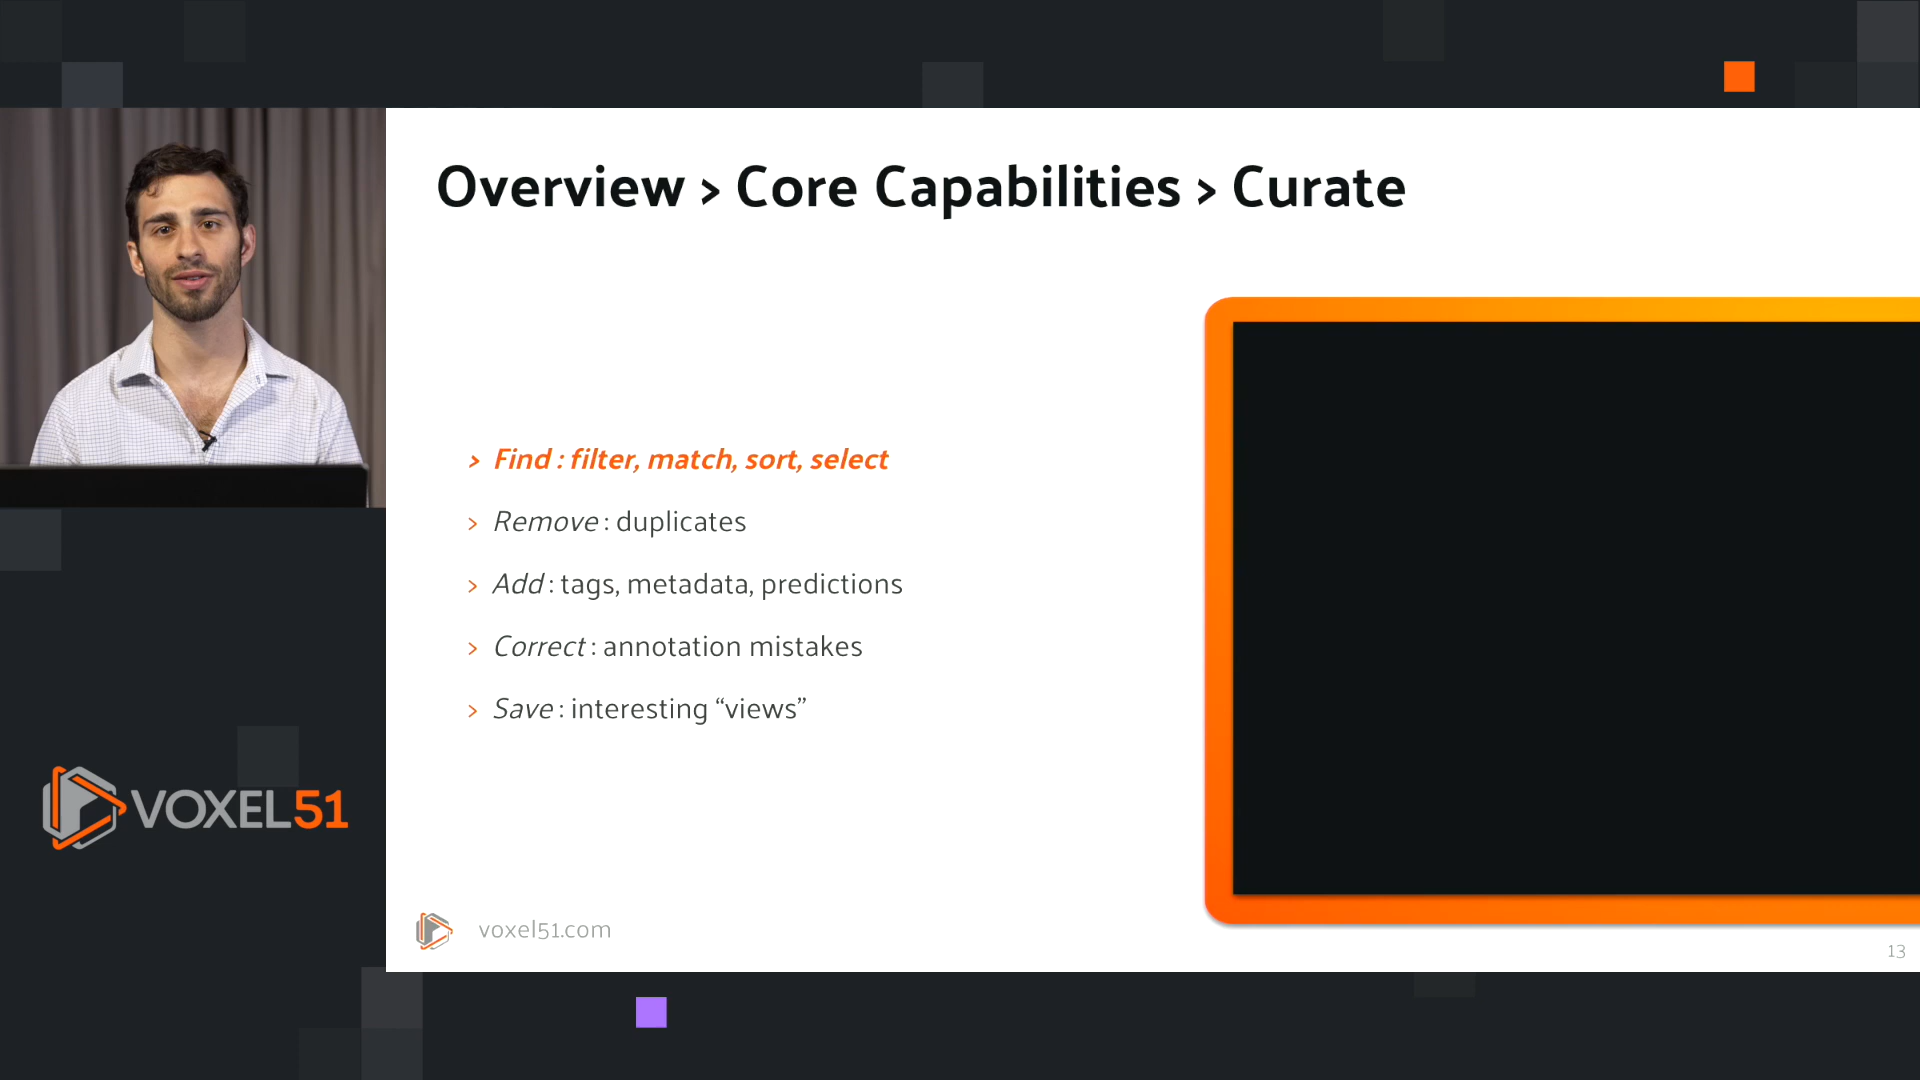 Overview > Core Capabilities > Curate
> Find : filter, match, sort, select
> Remove : duplicates
> Add : tags, metadata, predictions
> Correct : annotation mistakes
> Save : interesting “views”
VOXEL51
voxel51.com
13